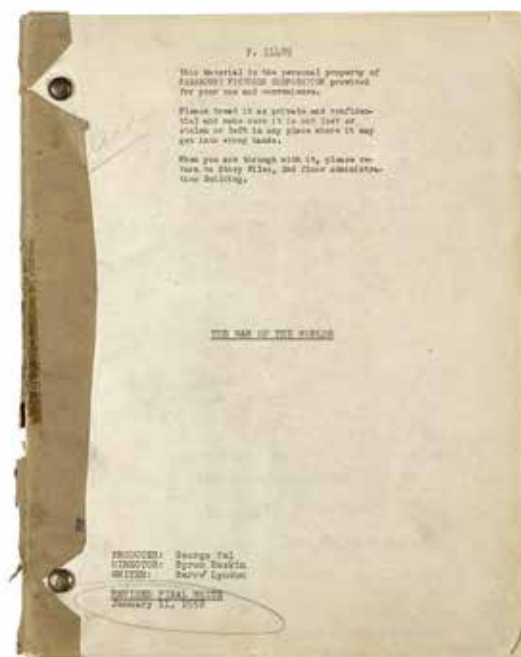 This Material is the personal property of
PARAMOUNT PICTURES CORPORATION provided
for your use and convenience.
Please treat it as private and confiden-
tial and make sure it is not lost or
stolen or left in any place where it may
get into wrong hands.
When you are through with it, please re-
turn to Story Files, 2nd floor Administra-
tion Building.
THE WAR OF THE WORLDS
PRODUCER: George Pal
DIRECTOR: Byron Haskin
WRITER: Barre Lyndon
REVISED FINAL WHITE
January 11, 1952